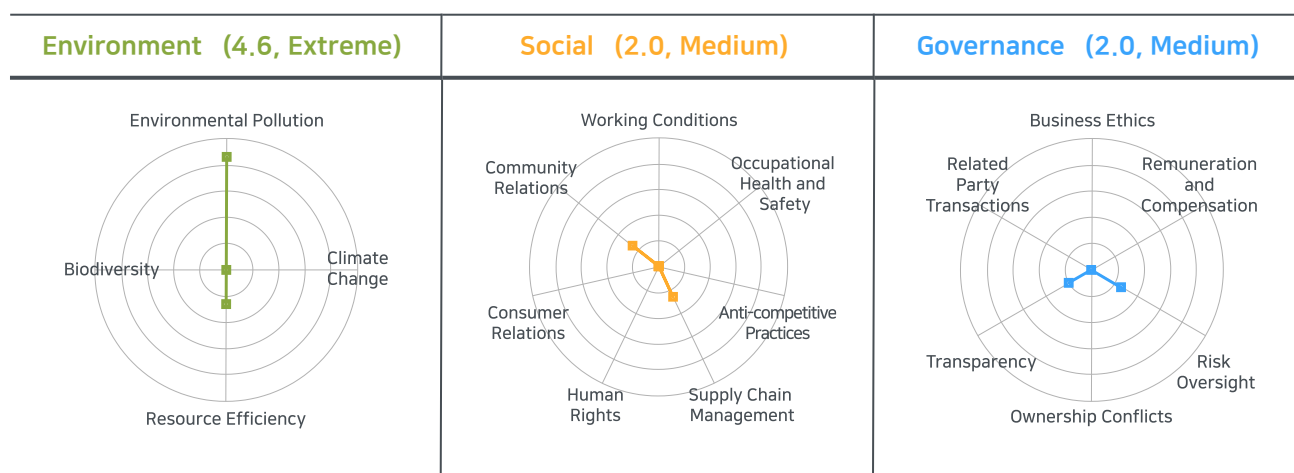 Environment (4.6, Extreme)
Social (2.0, Medium)
Governance (2.0, Medium)
Environmental Pollution
Biodiversity
Climate
Change
Resource Efficiency
Working Conditions
Community
Relations
Occupational
Health and
Safety
Consumer
Relations
Anti-competitive
Practices
Human
Rights
Supply Chain
Management
Business Ethics
Related
Party
Transactions
Remuneration
and
Compensation
Transparency
Risk
Oversight
Ownership Conflicts